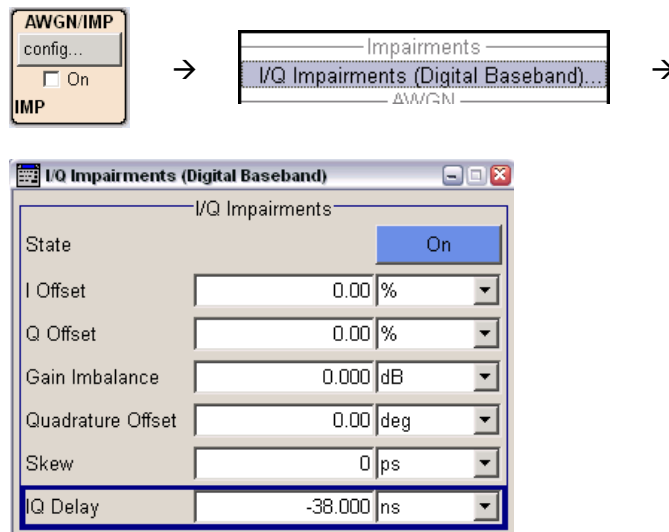 AWGN/IMP
config...
On
IMP
→
Impairments
I/Q Impairments (Digital Baseband)...
AWGN
→
I/Q Impairments (Digital Baseband)
I/Q Impairments
State On
I Offset 0.00 %
Q Offset 0.00 %
Gain Imbalance 0.000 dB
Quadrature Offset 0.00 deg
Skew 0 ps
IQ Delay -38.000 ns